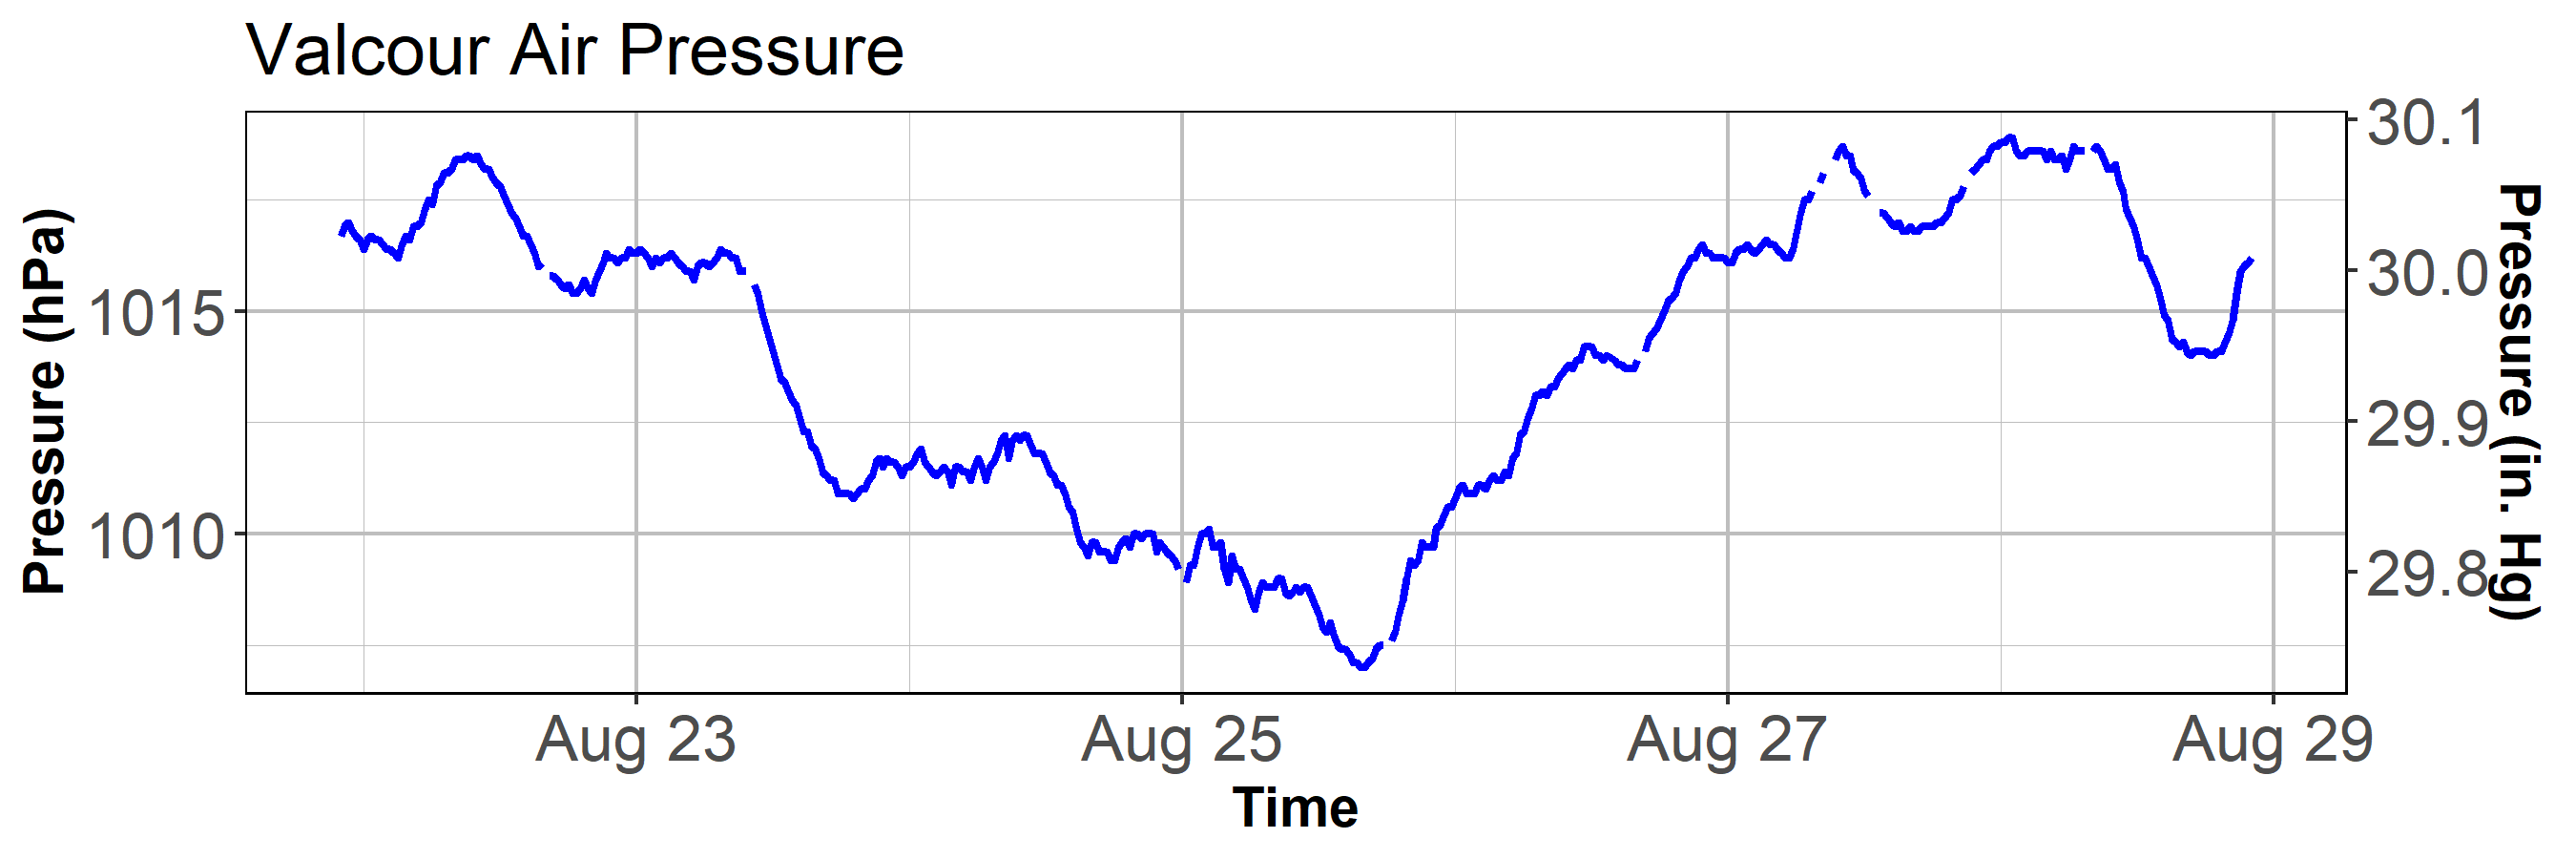 Valcour Air Pressure
Pressure (hPa)
1015
1010
30.1
30.0
29.9
29.8
Pressure (in. Hg)
Aug 23
Aug 25
Aug 27
Aug 29
Time